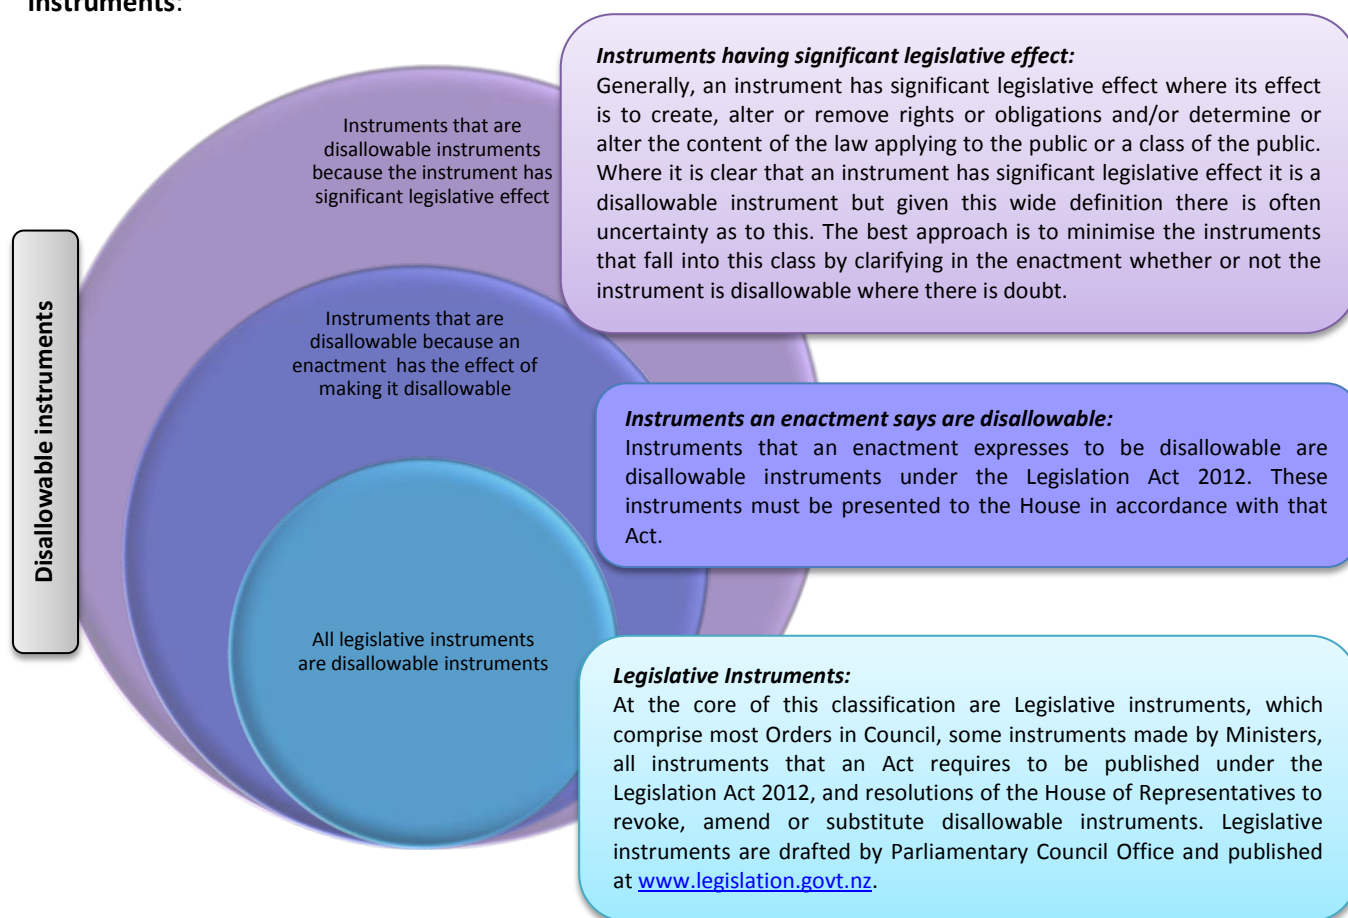 instruments:
Instruments having significant legislative effect:
Generally, an instrument has significant legislative effect where its effect
is to create, alter or remove rights or obligations and/or determine or
alter the content of the law applying to the public or a class of the public.
Where it is clear that an instrument has significant legislative effect it is a
disallowable instrument but given this wide definition there is often
uncertainty as to this. The best approach is to minimise the instruments
that fall into this class by clarifying in the enactment whether or not the
instrument is disallowable where there is doubt.
Instruments that are
disallowable instruments
because the instrument has
significant legislative effect
Disallowable instruments
Instruments that are
disallowable because an
enactment has the effect of
making it disallowable
Instruments an enactment says are disallowable:
Instruments that an enactment expresses to be disallowable are
disallowable instruments under the Legislation Act 2012. These
instruments must be presented to the House in accordance with that
Act.
All legislative instruments
are disallowable instruments
Legislative Instruments:
At the core of this classification are Legislative instruments, which
comprise most Orders in Council, some instruments made by Ministers,
all instruments that an Act requires to be published under the
Legislation Act 2012, and resolutions of the House of Representatives to
revoke, amend or substitute disallowable instruments. Legislative
instruments are drafted by Parliamentary Council Office and published
at www.legislation.govt.nz.